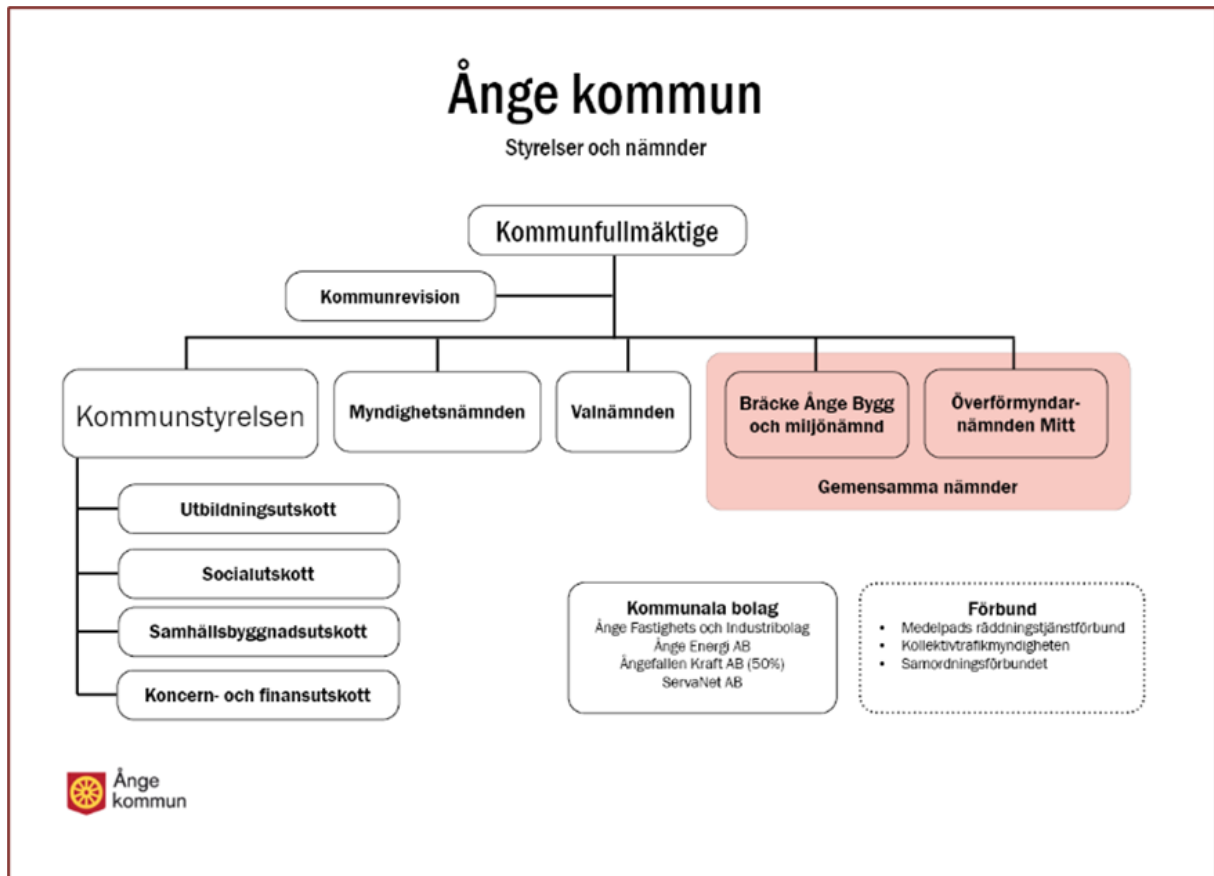 Ånge kommun
Styrelser och nämnder
Kommunfullmäktige
Kommunrevision
Kommunstyrelsen
Myndighetsnämnden
Valnämnden
Bräcke Ånge Bygg
och miljönämnd
Överförmyndar-
nämnden Mitt
Gemensamma nämnder
Utbildningsutskott
Socialutskott
Samhällsbyggnadsutskott
Koncern- och finansutskott
Kommunala bolag
Ånge Fastighets och Industribolag
Ånge Energi AB
Ångefallen Kraft AB (50%)
ServaNet AB
Förbund
• Medelpads räddningstjänstförbund
• Kollektivtrafikmyndigheten
• Samordningsförbundet
Ånge
kommun